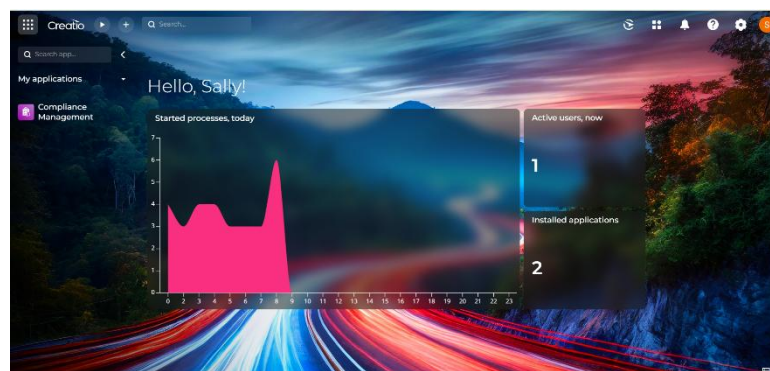 Creatio
Search...
Search app...
My applications
Compliance
Management
Hello, Sally!
Started processes, today
7
6
5
4
3
2
1
0
0 2 3 4 5 6 7 8 9 10 11 12 13 14 15 16 17 18 19 20 21 22 23
Active users, now
1
Installed applications
2
S